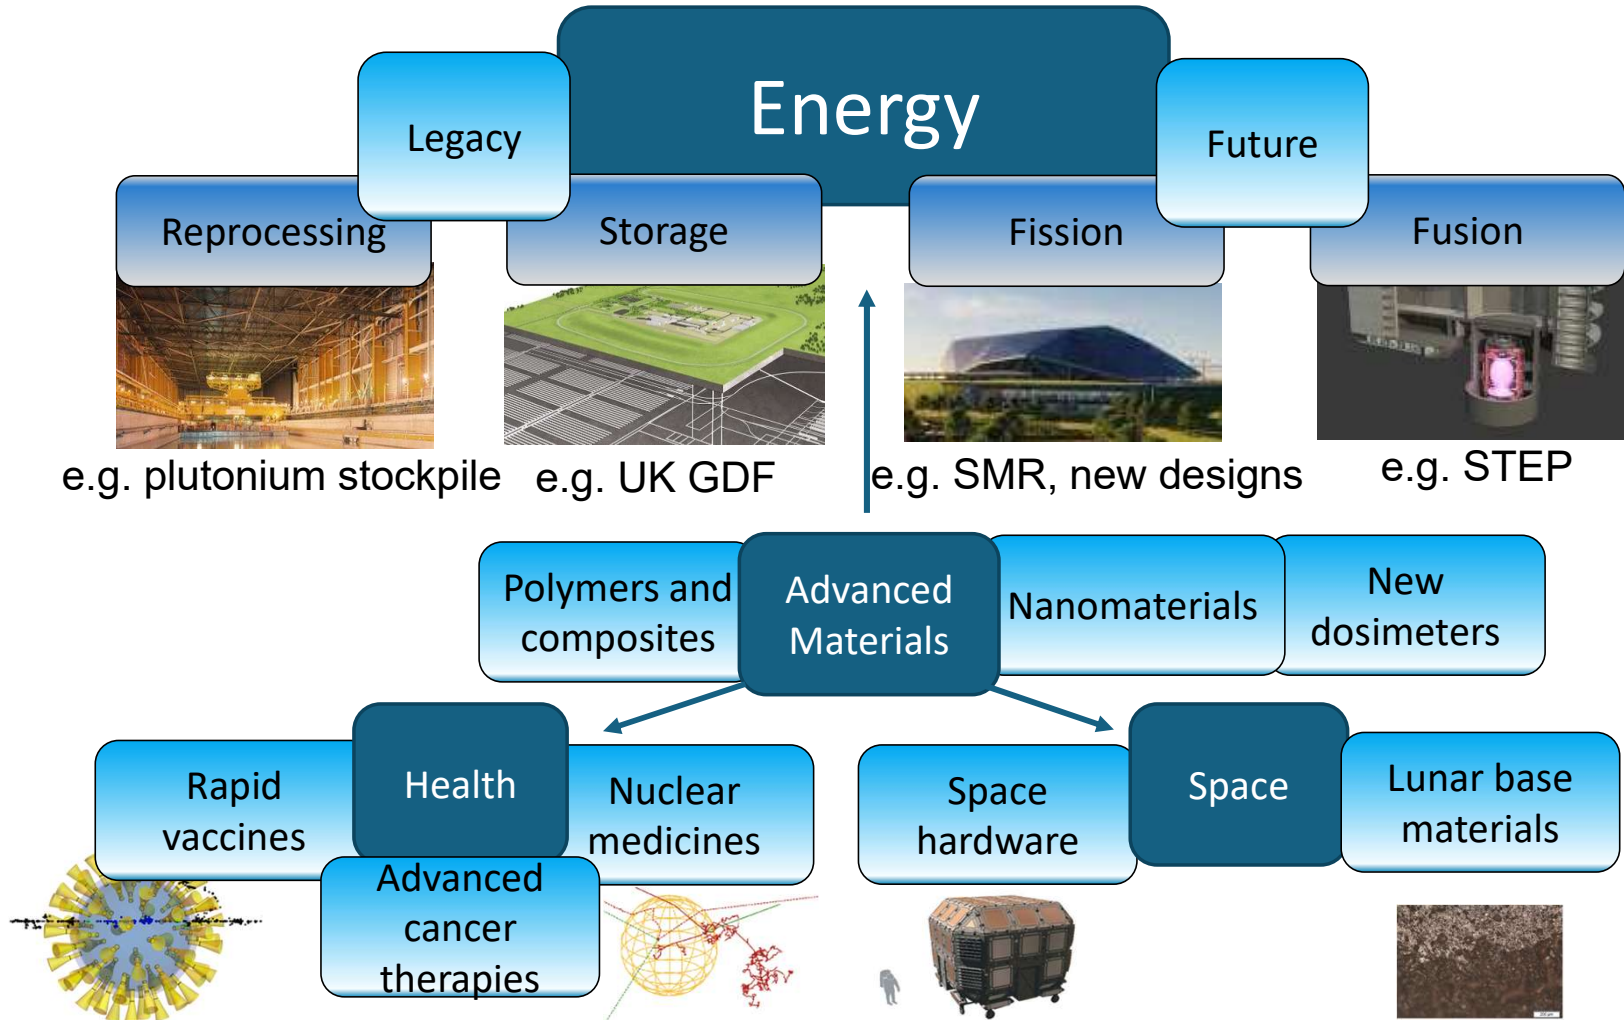 Energy
Legacy
Future
Reprocessing
Storage
Fission
Fusion
e.g. plutonium stockpile
e.g. UK GDF
e.g. SMR, new designs
e.g. STEP
Polymers and
composites
Advanced
Materials
Nanomaterials
New
dosimeters
Rapid
vaccines
Health
Nuclear
medicines
Advanced
cancer
therapies
Space
hardware
Space
Lunar base
materials